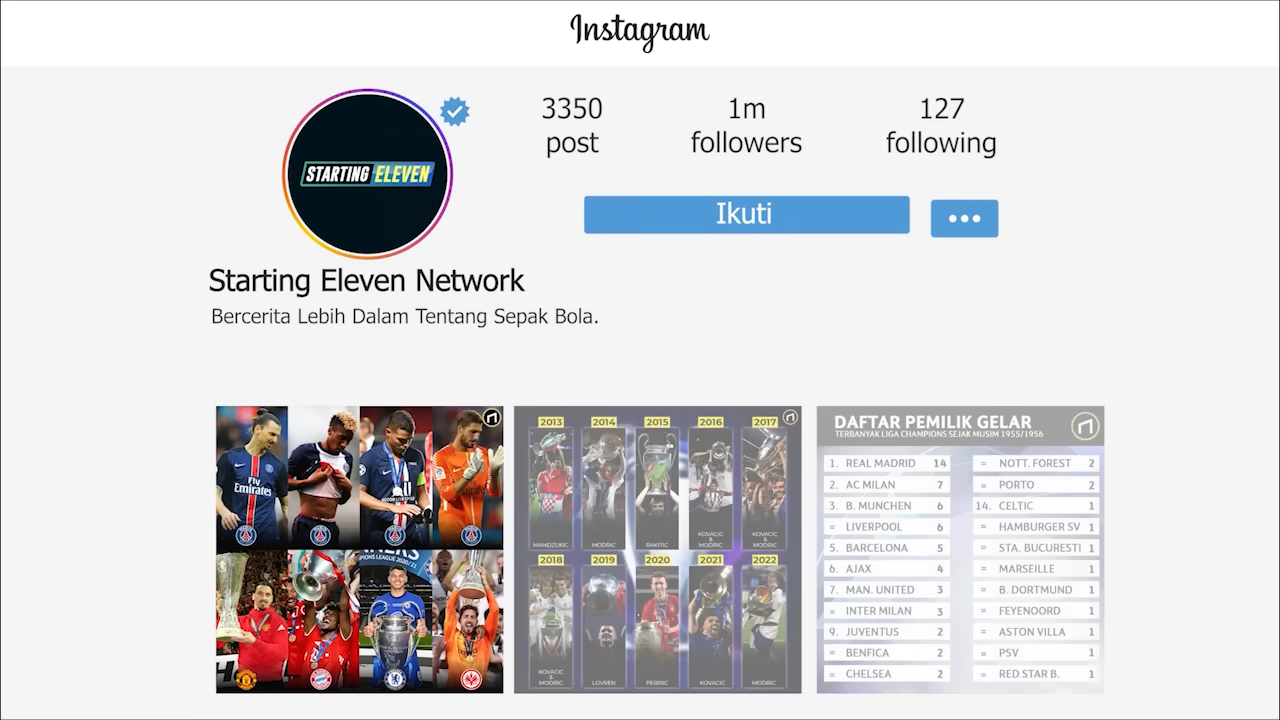 Instagram
3350
post
1m
followers
127
following
STARTING ELEVEN
Ikuti
Starting Eleven Network
Bercerita Lebih Dalam Tentang Sepak Bola.
Fly
Emirates
PIONS LEAGUE 2020/21
2013
2014
2015
2016
2017
MANDZUKIC
MODRIC
RAKITIC
KOVACIC
&
MODRIC
KOVACIC
&
MODRIC
2018
2019
2020
2021
2022
KOVACIC
&
MODRIC
LOVREN
PERISIC
KOVACIC
MODRIC
DAFTAR PEMILIK GELAR
TERBANYAK LIGA CHAMPIONS SEJAK MUSIM 1955/1956
1. REAL MADRID 14
2. AC MILAN 7
3. B. MUNCHEN 6
= LIVERPOOL 6
5. BARCELONA 5
6. AJAX 4
7. MAN. UNITED 3
= INTER MILAN 3
9. JUVENTUS 2
= BENFICA 2
= CHELSEA 2
= NOTT. FOREST 2
= PORTO 2
14. CELTIC 1
= HAMBURGER SV 1
= STA. BUCURESTI 1
= MARSEILLE 1
= B. DORTMUND 1
= FEYENOORD 1
= ASTON VILLA 1
= PSV 1
= RED STAR B. 1